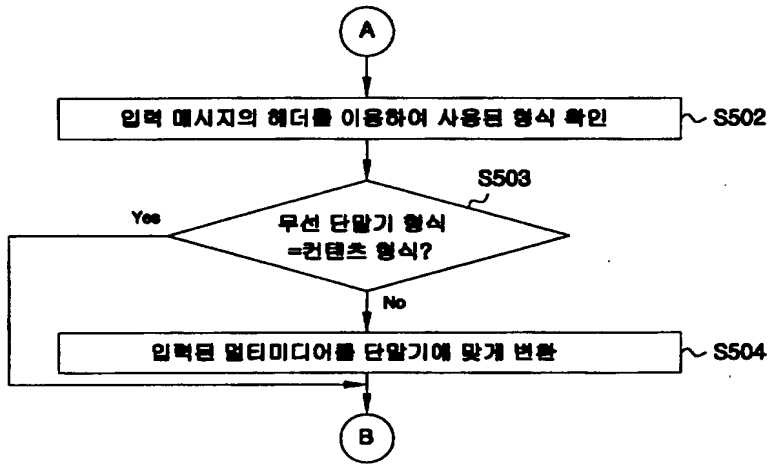 A
입력 메시지의 헤더를 이용하여 사용된 형식 확인
S502
S503
Yes
무선 단말기 형식
=컨텐츠 형식?
No
입력된 멀티미디어를 단말기에 맞게 변환
S504
B